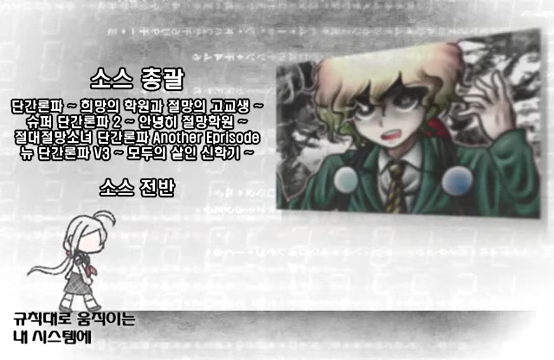 소스 총괄
단간론파 ~ 희망의 학원과 절망의 고교생 ~
슈퍼 단간론파 2 ~ 안녕히 절망학원 ~
절대절망소녀 단간론파 Another Eprisode
뉴 단간론파 V3 ~ 모두의 살인 신학기 ~
소스 전반
규칙대로 움직이는
내 시스템에